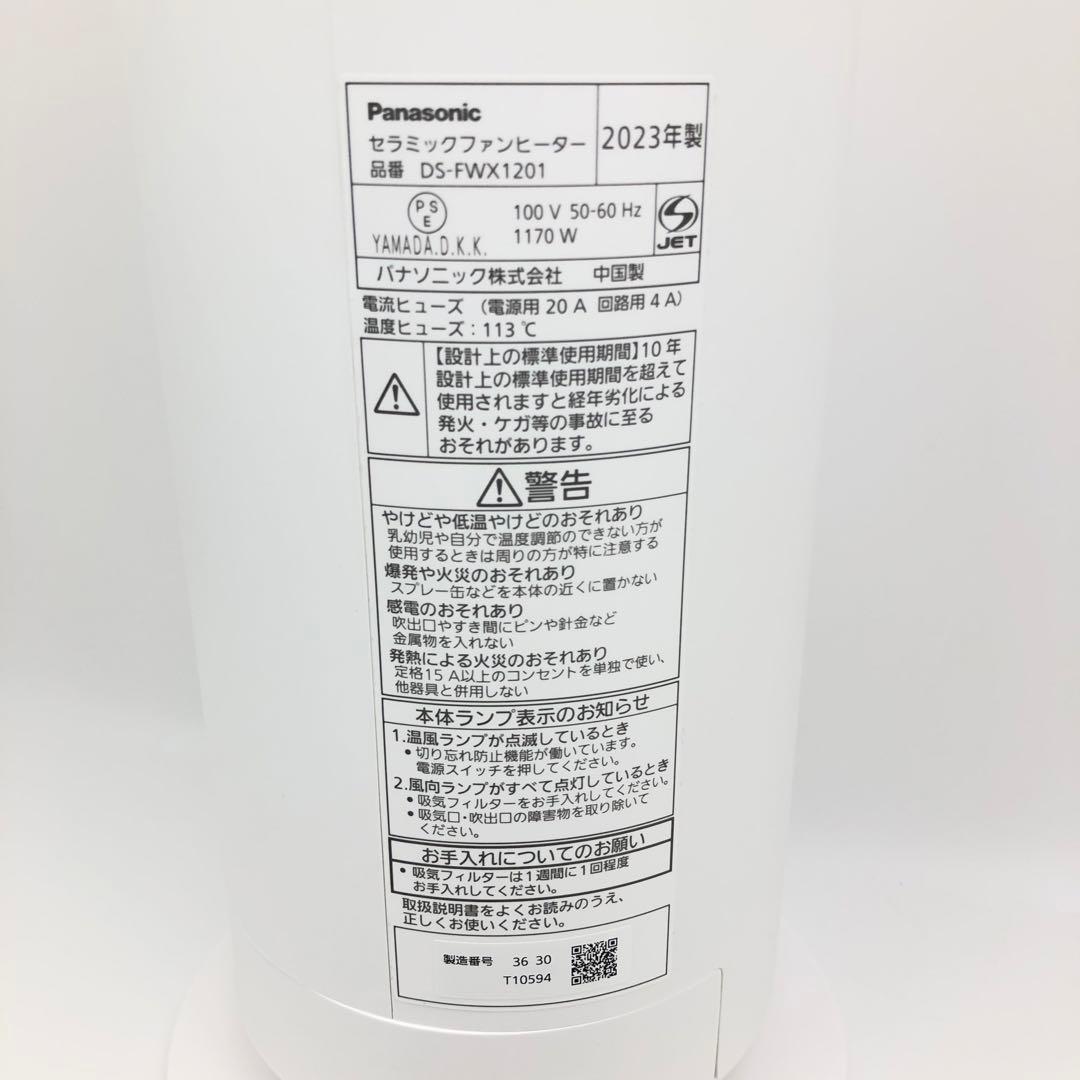 Panasonic
セラミックファンヒーター
品番 DS-FWX1201
2023年製
PS
E
YAMADA.D.K.K.
100 V 50-60 Hz
1170 W
S
JET
パナソニック株式会社 中国製
電流ヒューズ (電源用 20 A 回路用 4 A)
温度ヒューズ : 113 ℃
【設計上の標準使用期間】10 年
設計上の標準使用期間を超えて
使用されますと経年劣化による
発火・ケガ等の事故に至る
おそれがあります。
警告
やけどや低温やけどのおそれあり
乳幼児や自分で温度調節のできない方が
使用するときは周りの方が特に注意する
爆発や火災のおそれあり
スプレー缶などを本体の近くに置かない
感電のおそれあり
吹出口やすき間にピンや針金など
金属物を入れない
発熱による火災のおそれあり
定格15 A以上のコンセントを単独で使い、
他器具と併用しない
本体ランプ表示のお知らせ
1.温風ランプが点滅しているとき
• 切り忘れ防止機能が働いています。
電源スイッチを押してください。
2.風向ランプがすべて点灯しているとき
• 吸気フィルターをお手入れしてください。
• 吸気口・吹出口の障害物を取り除いて
ください。
お手入れについてのお願い
• 吸気フィルターは1週間に1回程度
お手入れしてください。
取扱説明書をよくお読みのうえ、
正しくお使いください。
製造番号 36 30
T10594